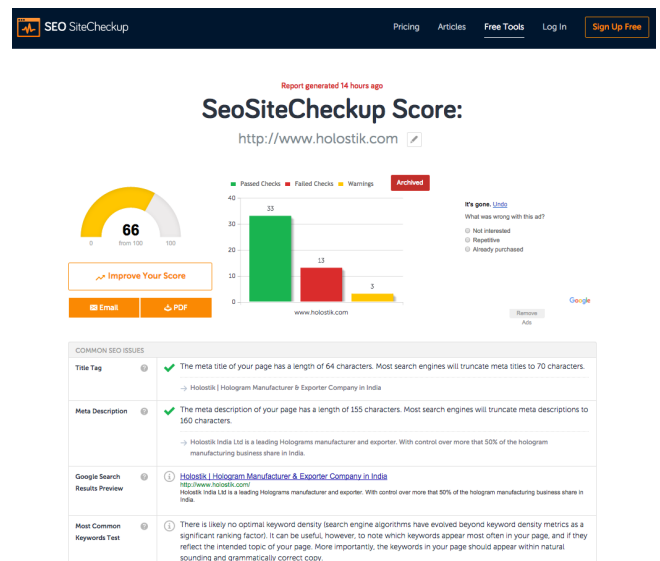 SEO SiteCheckup
Pricing Articles Free Tools Log In Sign Up Free
Report generated 14 hours ago
SeoSiteCheckup Score:
http://www.holostik.com
66
0 from 100 100
Improve Your Score
Email PDF
Passed Checks Failed Checks Warnings Archived
40
30
20
10
0
33
13
3
www.holostik.com
It's gone. Undo
What was wrong with this ad?
Not interested
Repetitive
Already purchased
Google
Remove
Ads
COMMON SEO ISSUES
Title Tag
The meta title of your page has a length of 64 characters. Most search engines will truncate meta titles to 70 characters.
→ Holostik | Hologram Manufacturer & Exporter Company in India
Meta Description
The meta description of your page has a length of 155 characters. Most search engines will truncate meta descriptions to
160 characters.
→ Holostik India Ltd is a leading Holograms manufacturer and exporter. With control over more that 50% of the hologram
manufacturing business share in India.
Google Search
Results Preview
Holostik | Hologram Manufacturer & Exporter Company in India
http://www.holostik.com/
Holostik India Ltd is a leading Holograms manufacturer and exporter. With control over more that 50% of the hologram manufacturing business share in
India.
Most Common
Keywords Test
There is likely no optimal keyword density (search engine algorithms have evolved beyond keyword density metrics as a
significant ranking factor). It can be useful, however, to note which keywords appear most often in your page, and if they
reflect the intended topic of your page. More importantly, the keywords in your page should appear within natural
sounding and grammatically correct copy.